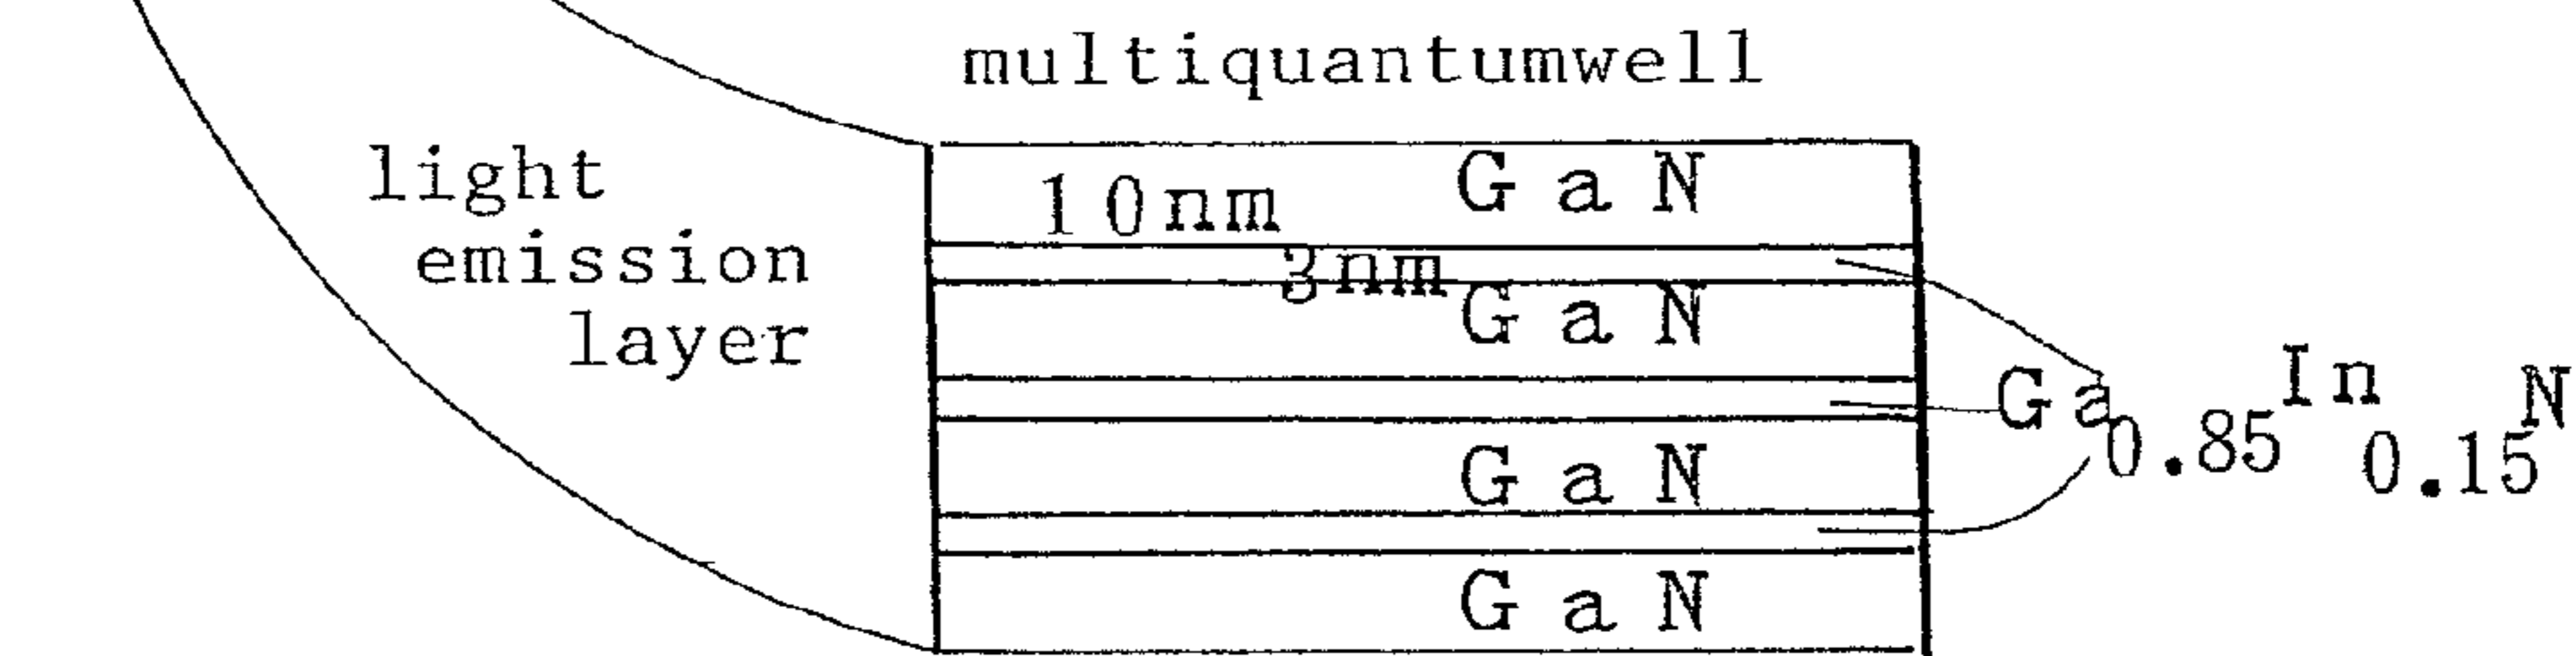 multiquantumwell
light
emission
layer
10nm GaN
3nm
GaN
Ga0.85In0.15N
GaN
GaN